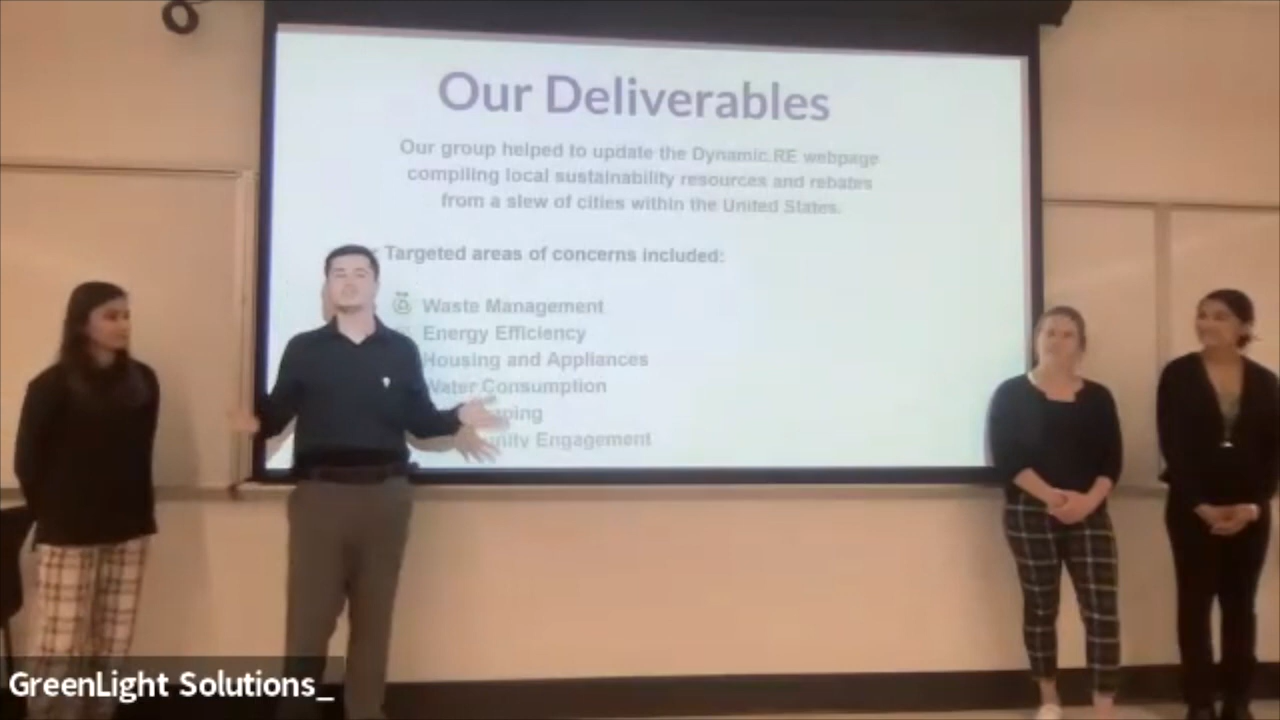 Our Deliverables
Our group helped to update the Dynamic.RE webpage
compiling local sustainability resources and rebates
from a slew of cities within the United States.
Targeted areas of concerns included:
Waste Management
Energy Efficiency
Housing and Appliances
Water Consumption
Engagement
GreenLight Solutions_